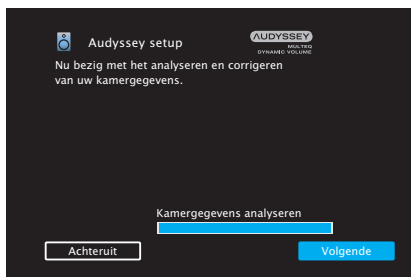 Audyssey setup
AUDYSSEY
MULTEQ
DYNAMIC VOLUME
Nu bezig met het analyseren en corrigeren
van uw kamergegevens.
Kamergegevens analyseren
Achteruit
Volgende